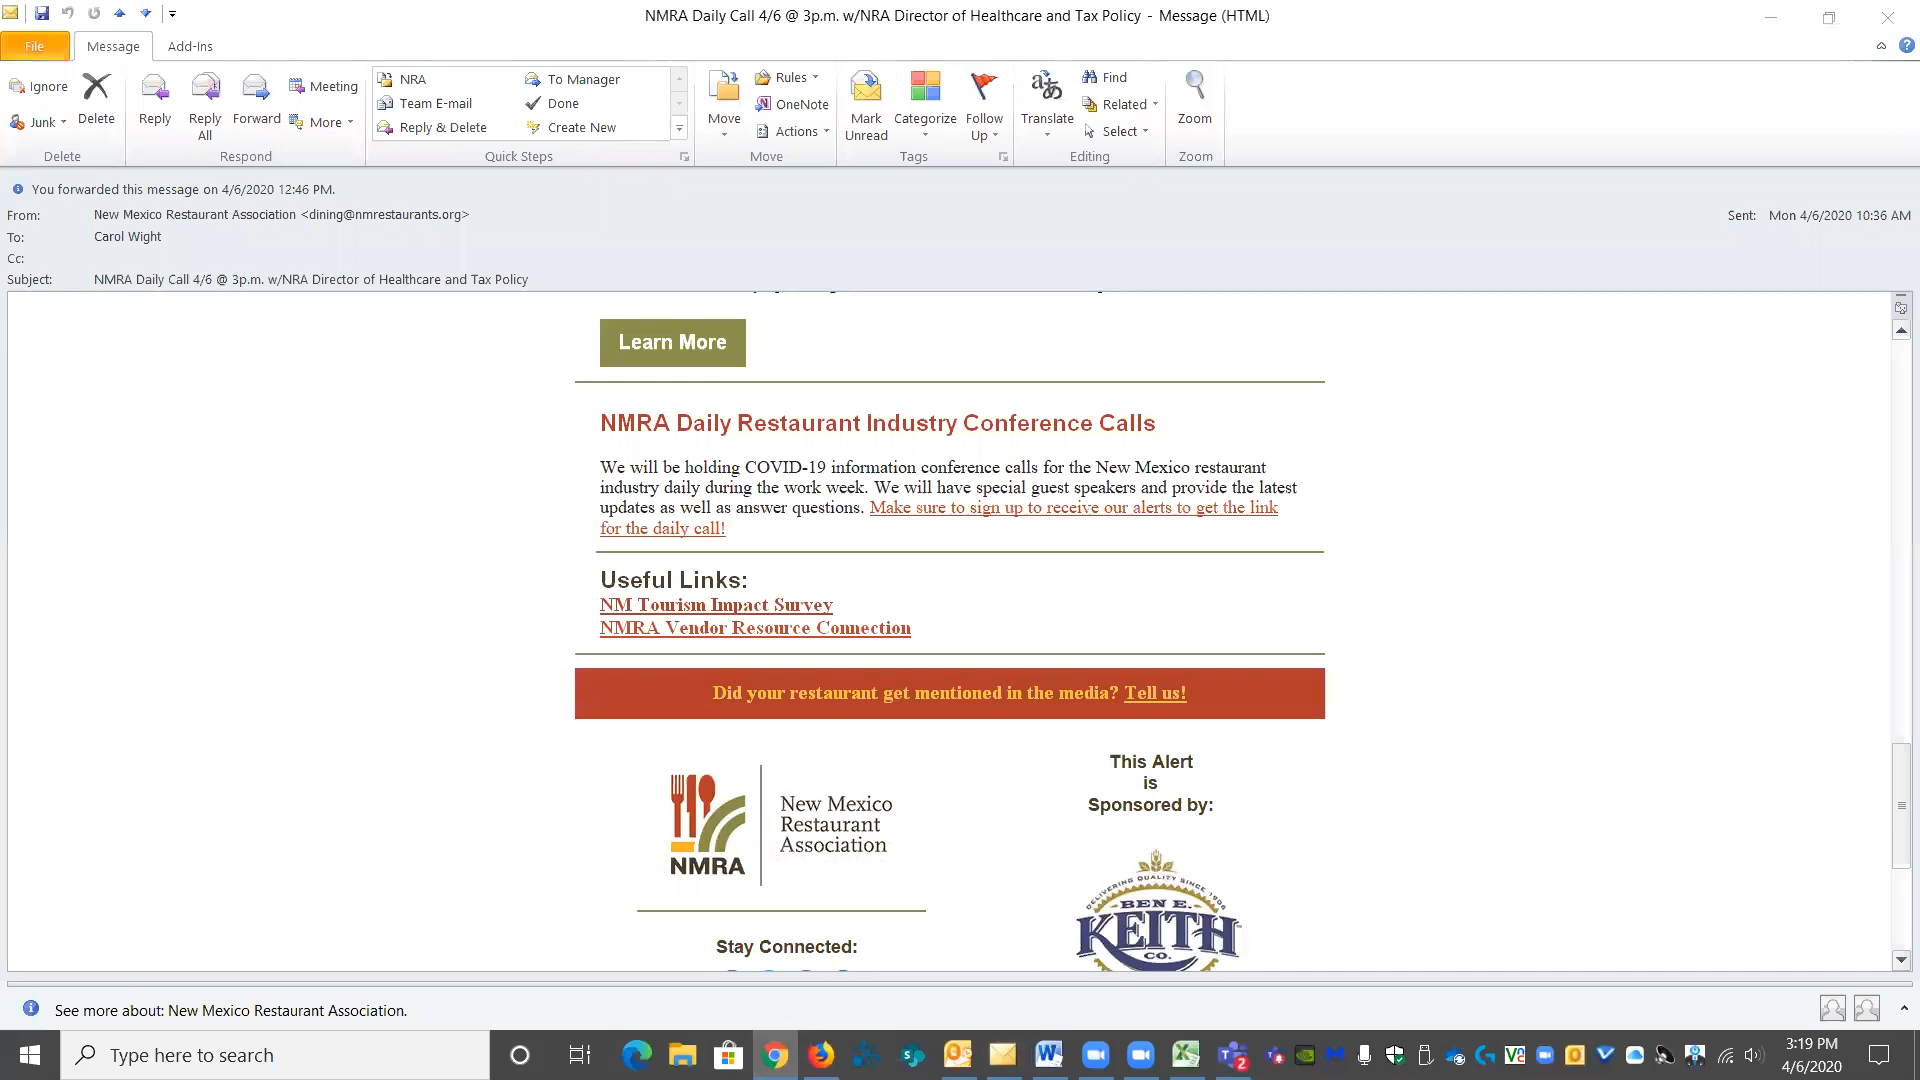 NMRA Daily Call 4/6 @ 3p.m. w/NRA Director of Healthcare and Tax Policy - Message (HTML)
File
Message
Add-Ins
Ignore
Junk
Delete
Delete
Reply
Reply All
Forward
Meeting
More
Respond
NRA
Team E-mail
Reply & Delete
To Manager
Done
Create New
Quick Steps
Move
Rules
OneNote
Actions
Move
Mark Unread
Categorize
Follow Up
Tags
Translate
Find
Related
Select
Editing
Zoom
Zoom
You forwarded this message on 4/6/2020 12:46 PM.
From: New Mexico Restaurant Association <dining@nmrestaurants.org>
Sent: Mon 4/6/2020 10:36 AM
To: Carol Wight
Cc:
Subject: NMRA Daily Call 4/6 @ 3p.m. w/NRA Director of Healthcare and Tax Policy
Learn More
NMRA Daily Restaurant Industry Conference Calls
We will be holding COVID-19 information conference calls for the New Mexico restaurant
industry daily during the work week. We will have special guest speakers and provide the latest
updates as well as answer questions. Make sure to sign up to receive our alerts to get the link
for the daily call!
Useful Links:
NM Tourism Impact Survey
NMRA Vendor Resource Connection
Did your restaurant get mentioned in the media? Tell us!
NMRA
New Mexico
Restaurant
Association
Stay Connected:
This Alert
is
Sponsored by:
DELIVERING QUALITY SINCE 1906
BEN E.
KEITH
CO.
See more about: New Mexico Restaurant Association.
Type here to search
3:19 PM
4/6/2020